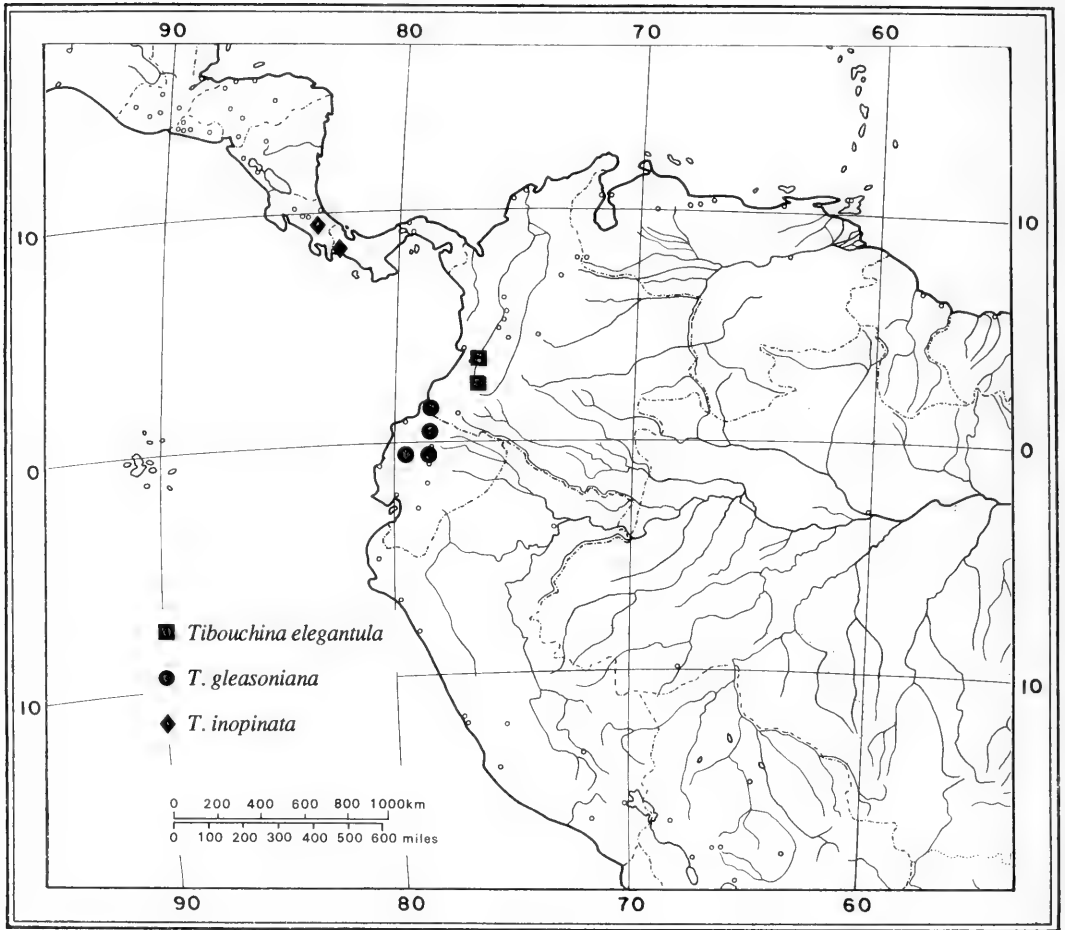 90 80 70 60
10 10
0 0
10 10
Tibouchina elegantula
T. gleasoniana
T. inopinata
0 200 400 600 800 1000km
0 100 200 300 400 500 600 miles
90 80 70 60